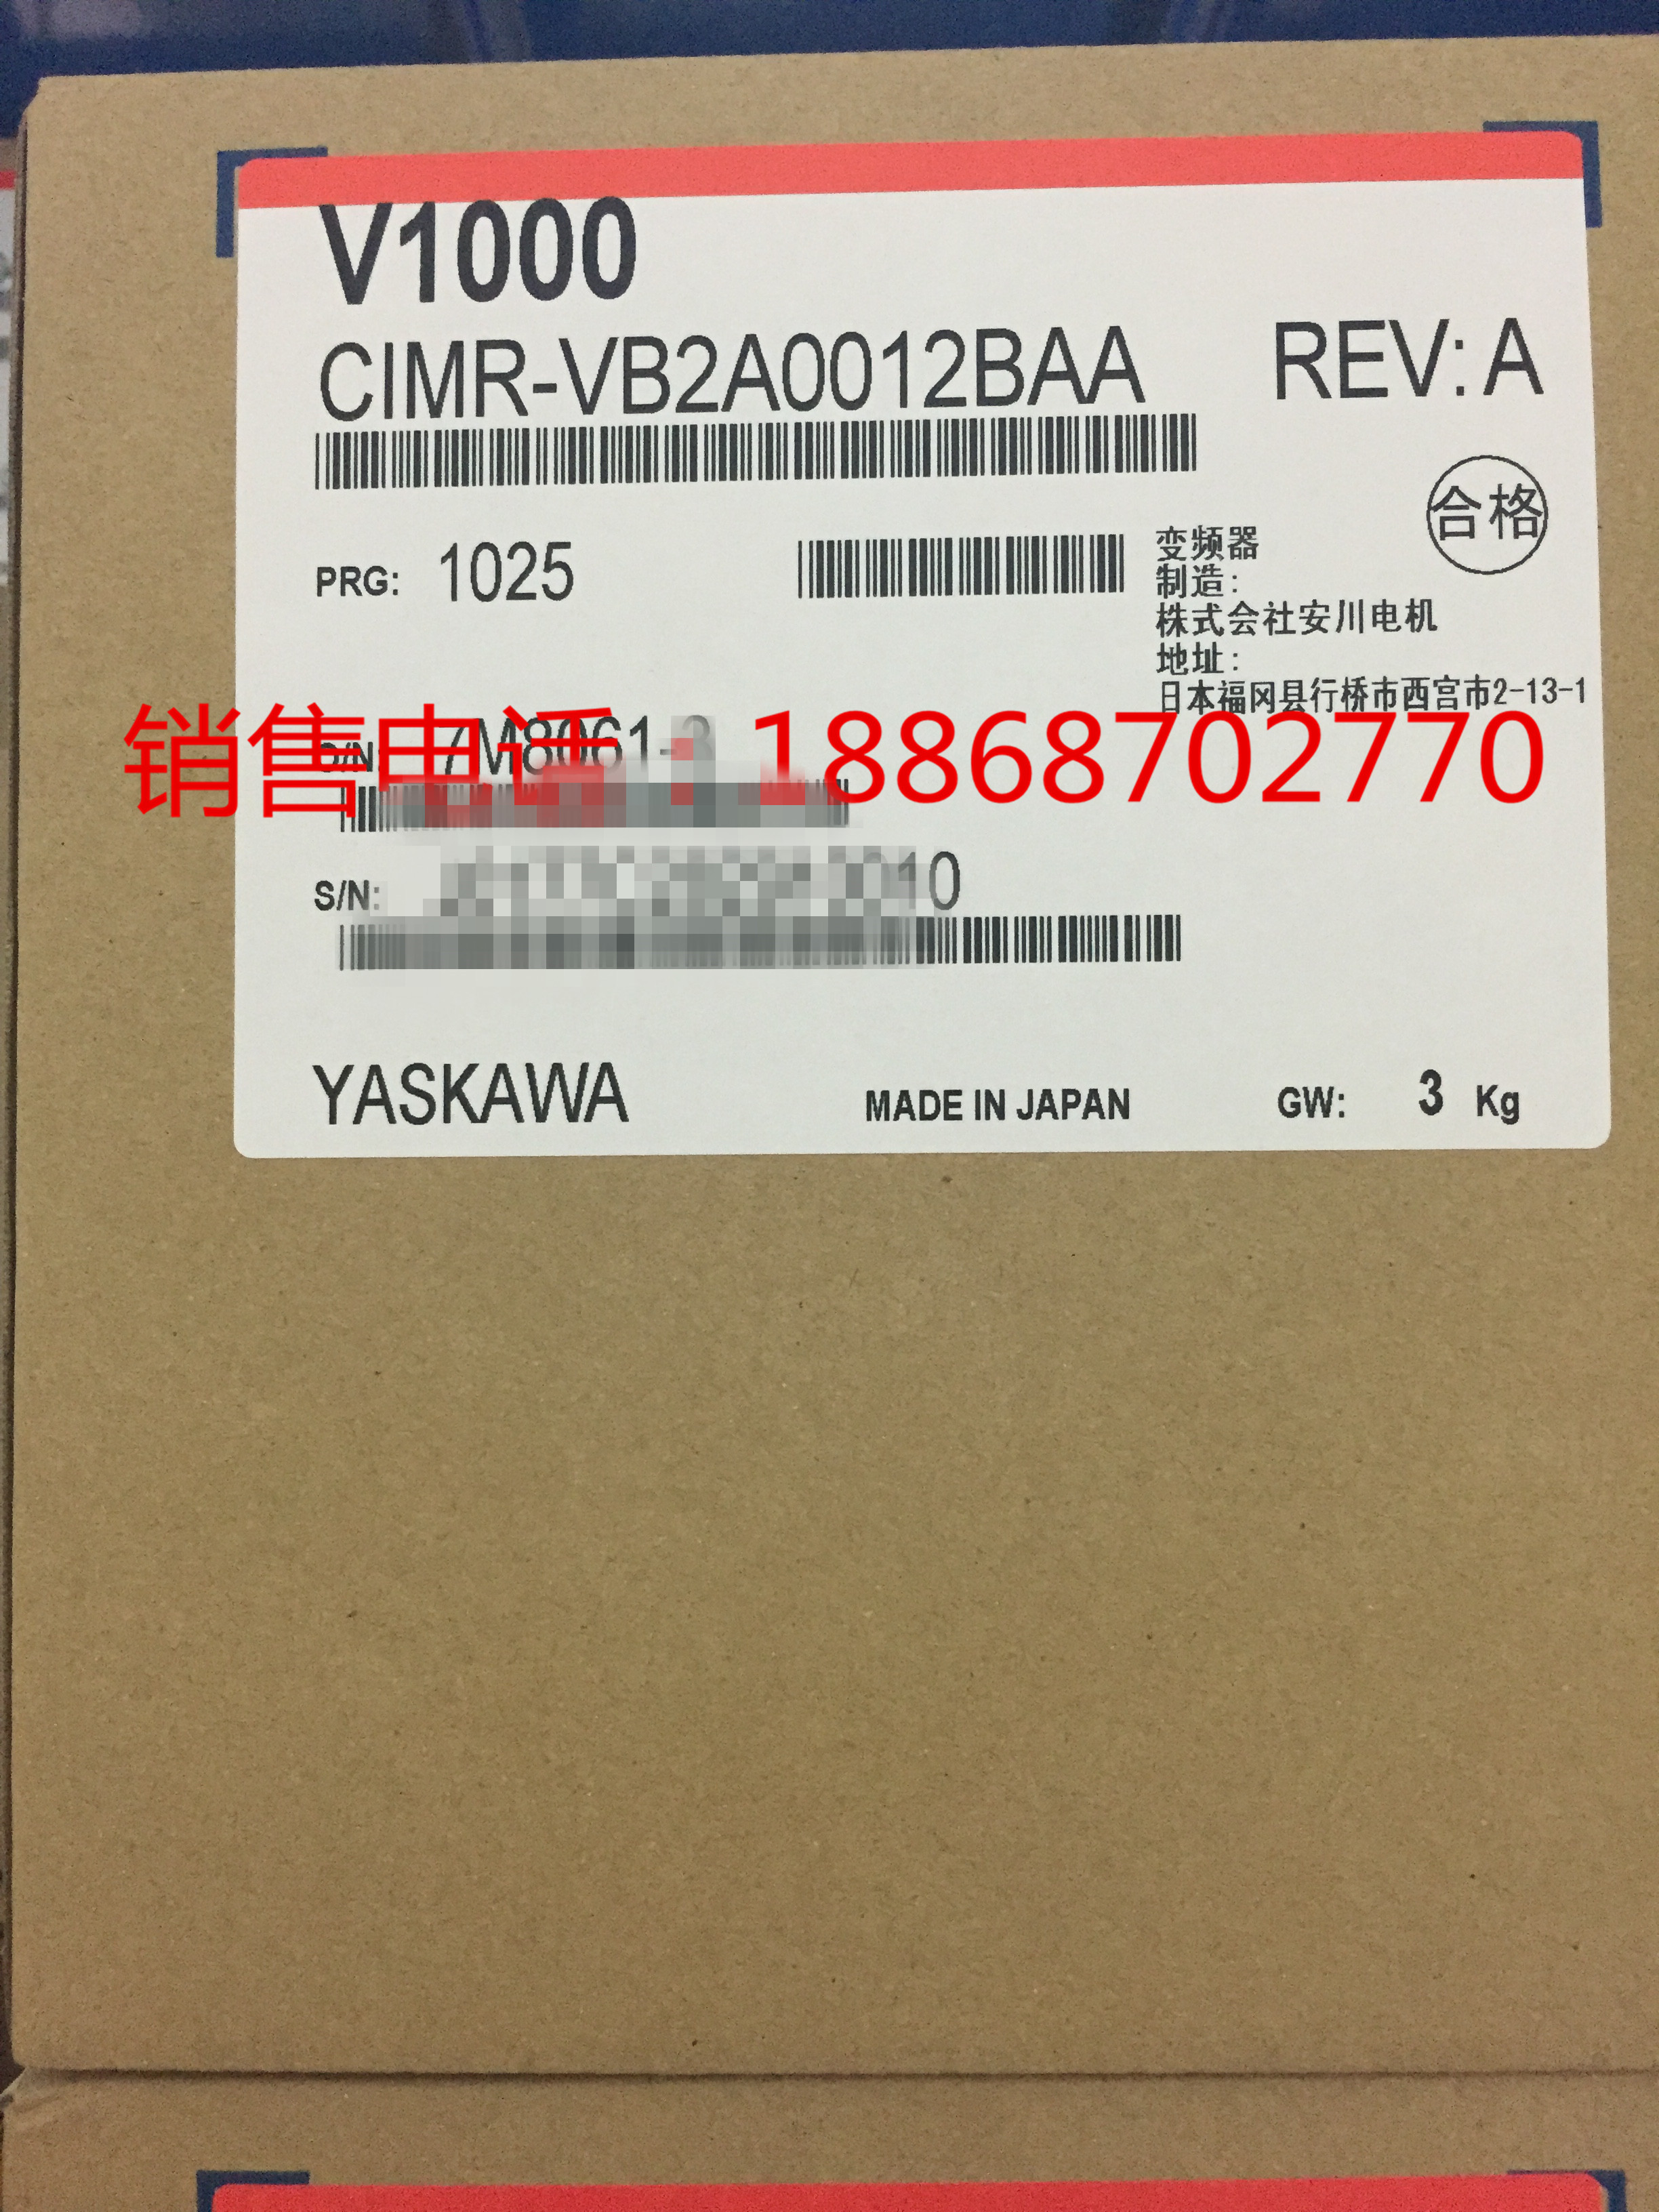 V1000
CIMR-VB2A0012BAA REV: A
合格
PRG: 1025
变频器
制造:
株式会社安川电机
地址:
日本福冈县行桥市西宫市2-13-1
销售电话:18868702770
O/N: 7M8061-3
S/N:
YASKAWA MADE IN JAPAN GW: 3 Kg